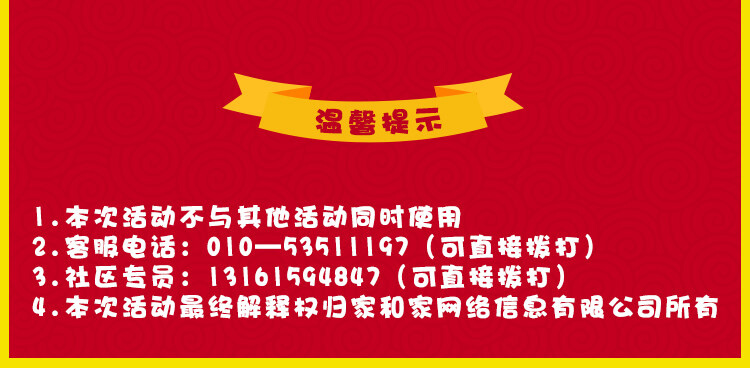 温馨提示
1.本次活动不与其他活动同时使用
2.客服电话：010—53511197（可直接拨打）
3.社区专员：13161594847（可直接拨打）
4.本次活动最终解释权归家和家网络信息有限公司所有